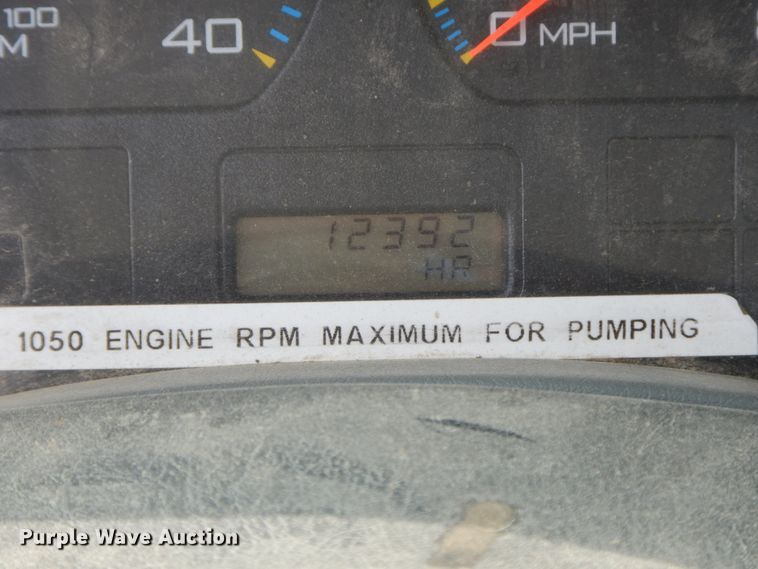 100
M
40
0 MPH
12392
HR
1050 ENGINE RPM MAXIMUM FOR PUMPING
Purple Wave Auction